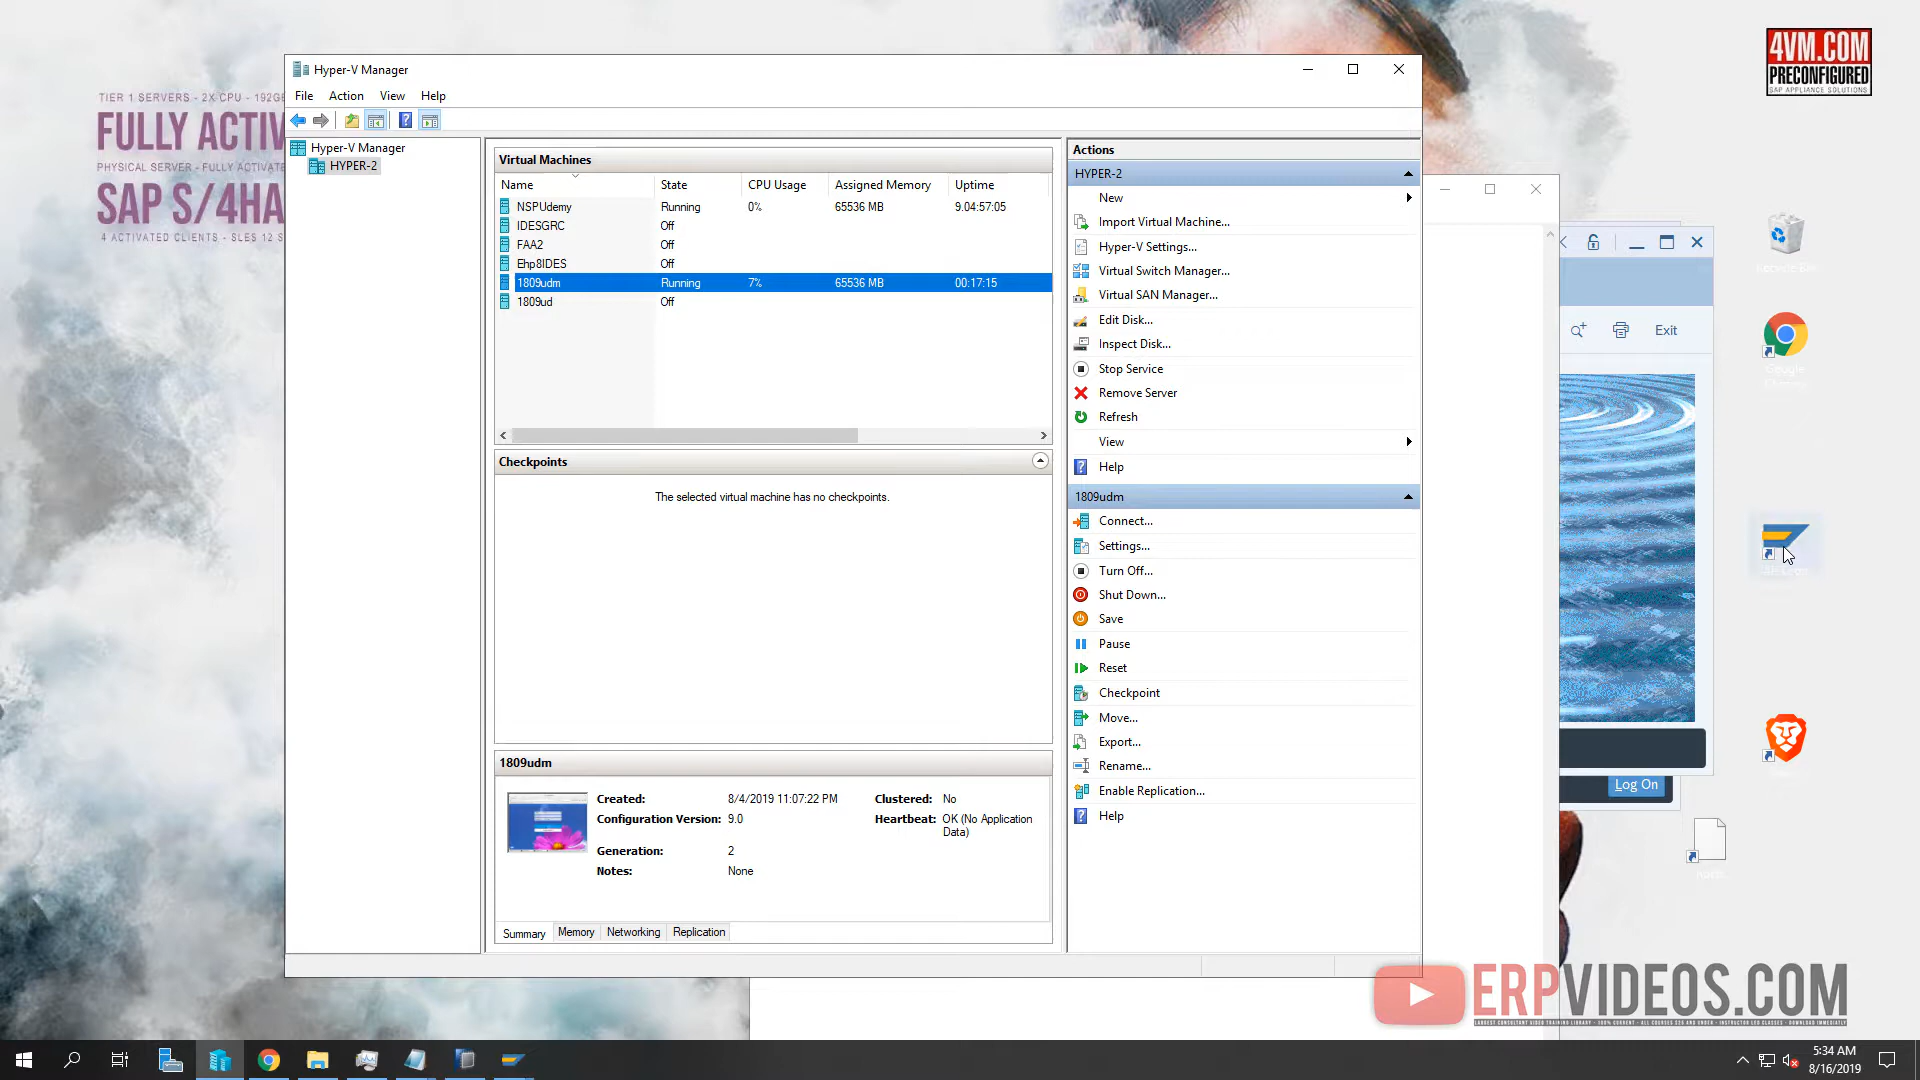 TIER 1 SERVERS - 2X CPU - 192GB
FULLY ACTIV
PHYSICAL SERVER - FULLY ACTIVATE
SAP S/4HA
4 ACTIVATED CLIENTS - SLES 12 S
4VM.COM
PRECONFIGURED
SAP APPLIANCE SOLUTIONS
Hyper-V Manager
File Action View Help
Hyper-V Manager
HYPER-2
Virtual Machines
Name State CPU Usage Assigned Memory Uptime
NSPUdemy Running 0% 65536 MB 9.04:57:05
IDESGRC Off
FAA2 Off
Ehp8IDES Off
1809udm Running 7% 65536 MB 00:17:15
1809ud Off
Checkpoints
The selected virtual machine has no checkpoints.
1809udm
Created: 8/4/2019 11:07:22 PM Clustered: No
Configuration Version: 9.0 Heartbeat: OK (No Application
Data)
Generation: 2
Notes: None
Summary Memory Networking Replication
Actions
HYPER-2
New
Import Virtual Machine...
Hyper-V Settings...
Virtual Switch Manager...
Virtual SAN Manager...
Edit Disk...
Inspect Disk...
Stop Service
Remove Server
Refresh
View
Help
1809udm
Connect...
Settings...
Turn Off...
Shut Down...
Save
Pause
Reset
Checkpoint
Move...
Export...
Rename...
Enable Replication...
Help
Exit
Log On
Recycle Bin
Google
Chrome
ERPVIDEOS.COM
LARGEST CONSULTANT VIDEO TRAINING LIBRARY - 100% CURRENT - ALL COURSES $25 AND UNDER - INSTRUCTOR LED CLASSES - DOWNLOAD IMMEDIATELY
5:34 AM
8/16/2019